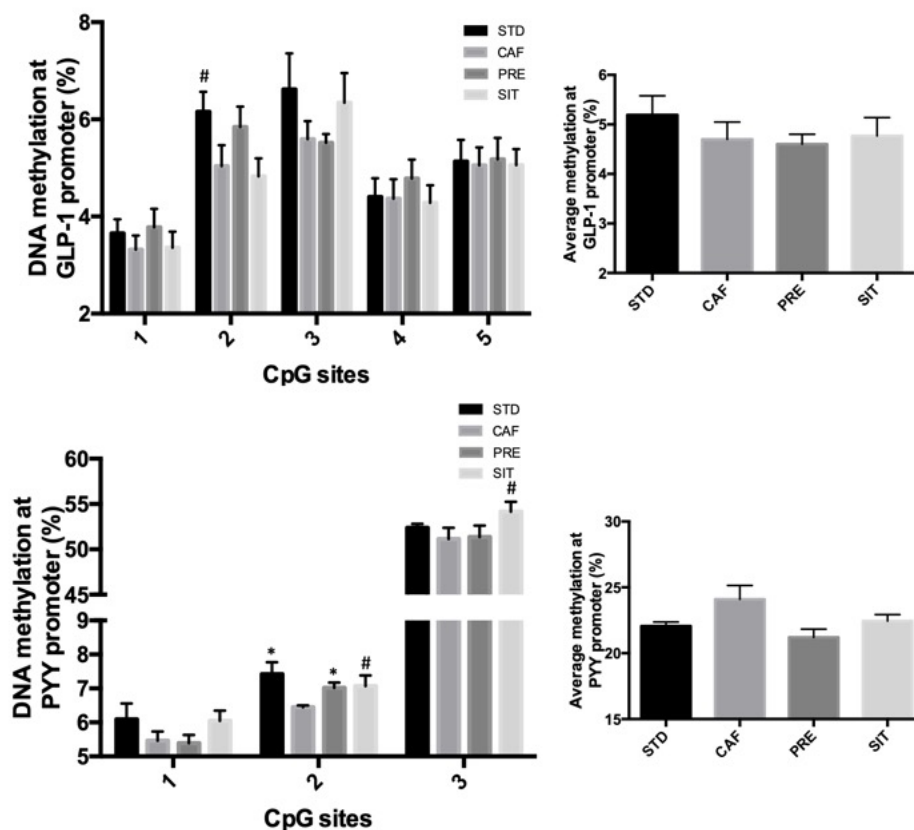 DNA methylation at
GLP-1 promoter (%)
8
6
4
2
#
STD
CAF
PRE
SIT
1
2
3
4
5
CpG sites
Average methylation at
GLP-1 promoter (%)
6
5
4
3
2
STD
CAF
PRE
SIT
DNA methylation at
PYY promoter (%)
60
55
50
45
9
8
7
6
5
STD
CAF
PRE
SIT
#
*
*
#
1
2
3
CpG sites
Average methylation at
PYY promoter (%)
30
25
20
15
STD
CAF
PRE
SIT